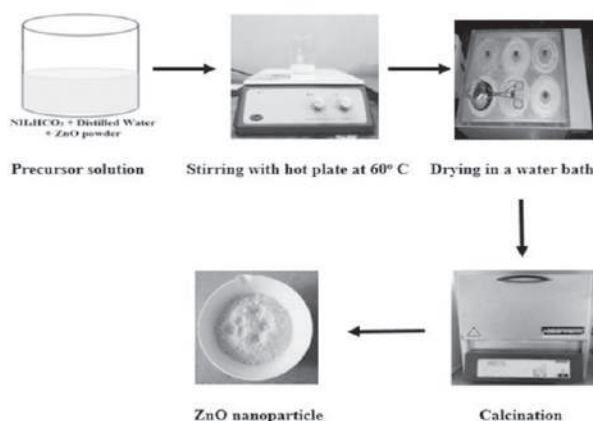 NH₄HCO₃ + Distilled Water
+ ZnO powder
Precursor solution
Stirring with hot plate at 60° C
Drying in a water bath
ZnO nanoparticle
Calcination